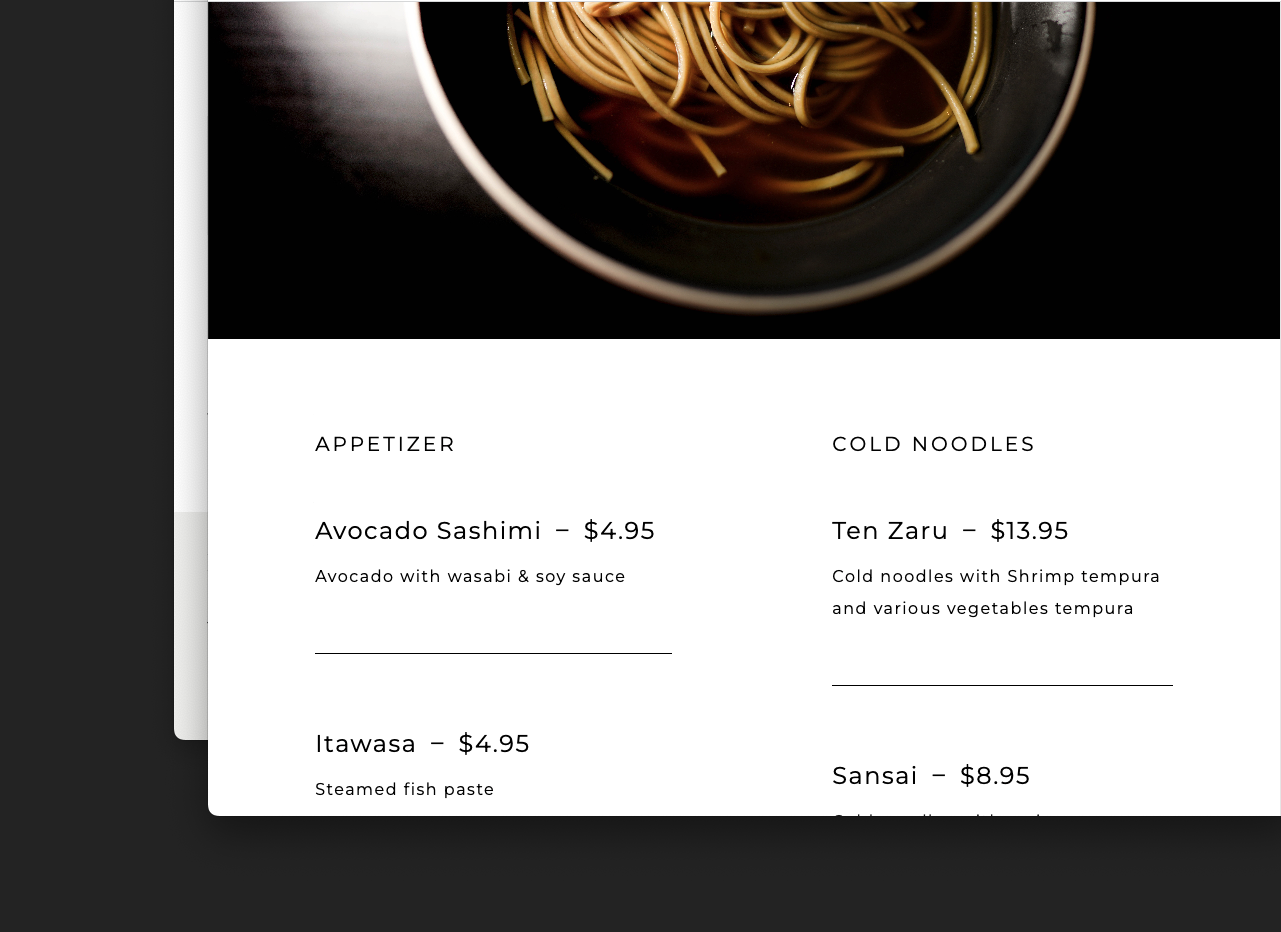 APPETIZER
Avocado Sashimi – $4.95
Avocado with wasabi & soy sauce
Itawasa – $4.95
Steamed fish paste
COLD NOODLES
Ten Zaru – $13.95
Cold noodles with Shrimp tempura
and various vegetables tempura
Sansai – $8.95